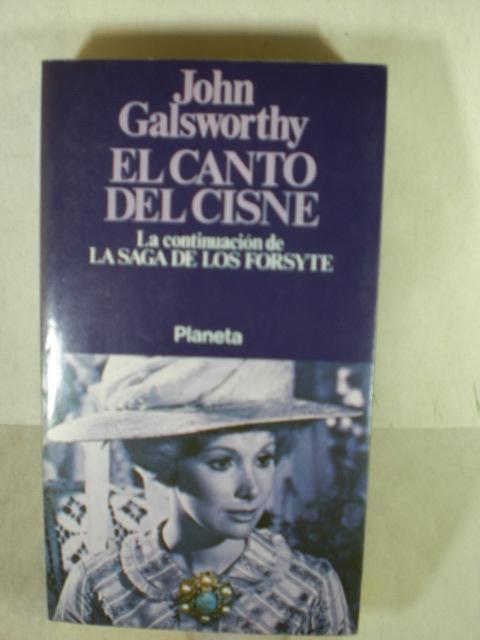 John
Galsworthy
EL CANTO
DEL CISNE
La continuación de
LA SAGA DE LOS FORSYTE
Planeta